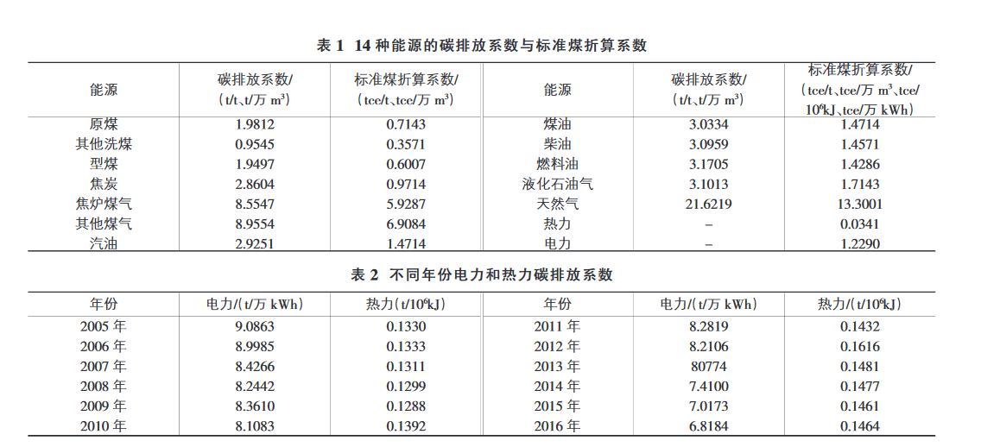 表 1 14 种能源的碳排放系数与标准煤折算系数
能源 碳排放系数/(t/t、t/万 m³) 标准煤折算系数/(tce/t、tce/万 m³) 能源 碳排放系数/(t/t、t/万 m³) 标准煤折算系数/(tce/t、tce/万 m³、tce/10⁶kJ、tce/万 kWh)
原煤 1.9812 0.7143 煤油 3.0334 1.4714
其他洗煤 0.9545 0.3571 柴油 3.0959 1.4571
型煤 1.9497 0.6007 燃料油 3.1705 1.4286
焦炭 2.8604 0.9714 液化石油气 3.1013 1.7143
焦炉煤气 8.5547 5.9287 天然气 21.6219 13.3001
其他煤气 8.9554 6.9084 热力 – 0.0341
汽油 2.9251 1.4714 电力 – 1.2290
表 2 不同年份电力和热力碳排放系数
年份 电力/(t/万 kWh) 热力(t/10⁶kJ) 年份 电力/(t/万 kWh) 热力/(t/10⁶kJ)
2005 年 9.0863 0.1330 2011 年 8.2819 0.1432
2006 年 8.9985 0.1333 2012 年 8.2106 0.1616
2007 年 8.4266 0.1311 2013 年 80774 0.1481
2008 年 8.2442 0.1299 2014 年 7.4100 0.1477
2009 年 8.3610 0.1288 2015 年 7.0173 0.1461
2010 年 8.1083 0.1392 2016 年 6.8184 0.1464